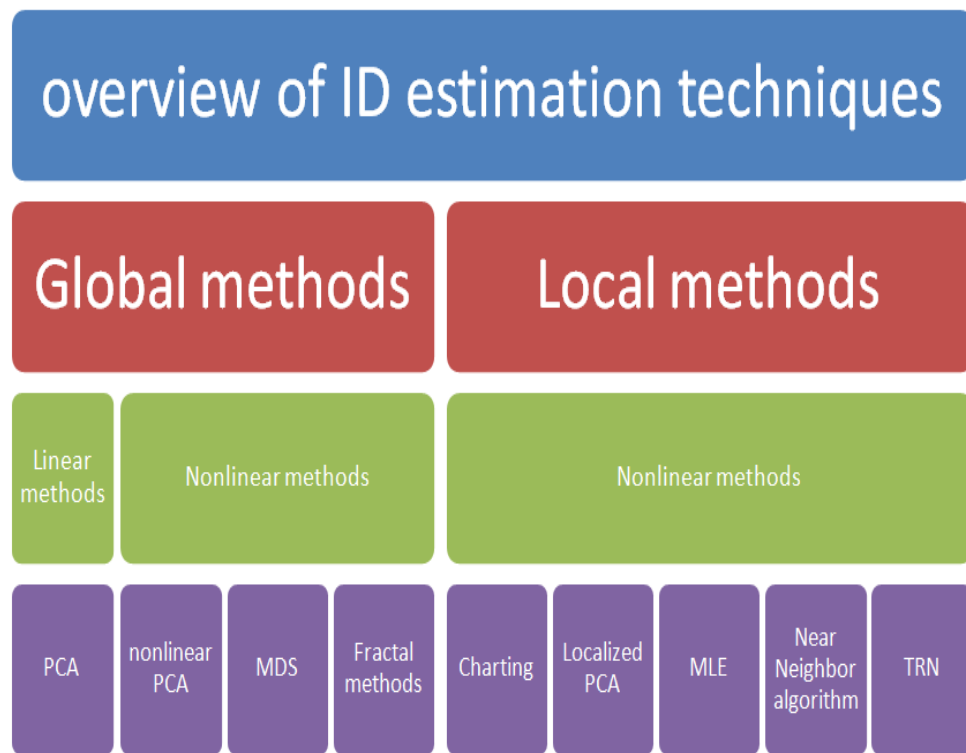 overview of ID estimation techniques
Global methods
Local methods
Linear
methods
Nonlinear methods
Nonlinear methods
PCA
nonlinear
PCA
MDS
Fractal
methods
Charting
Localized
PCA
MLE
Near
Neighbor
algorithm
TRN